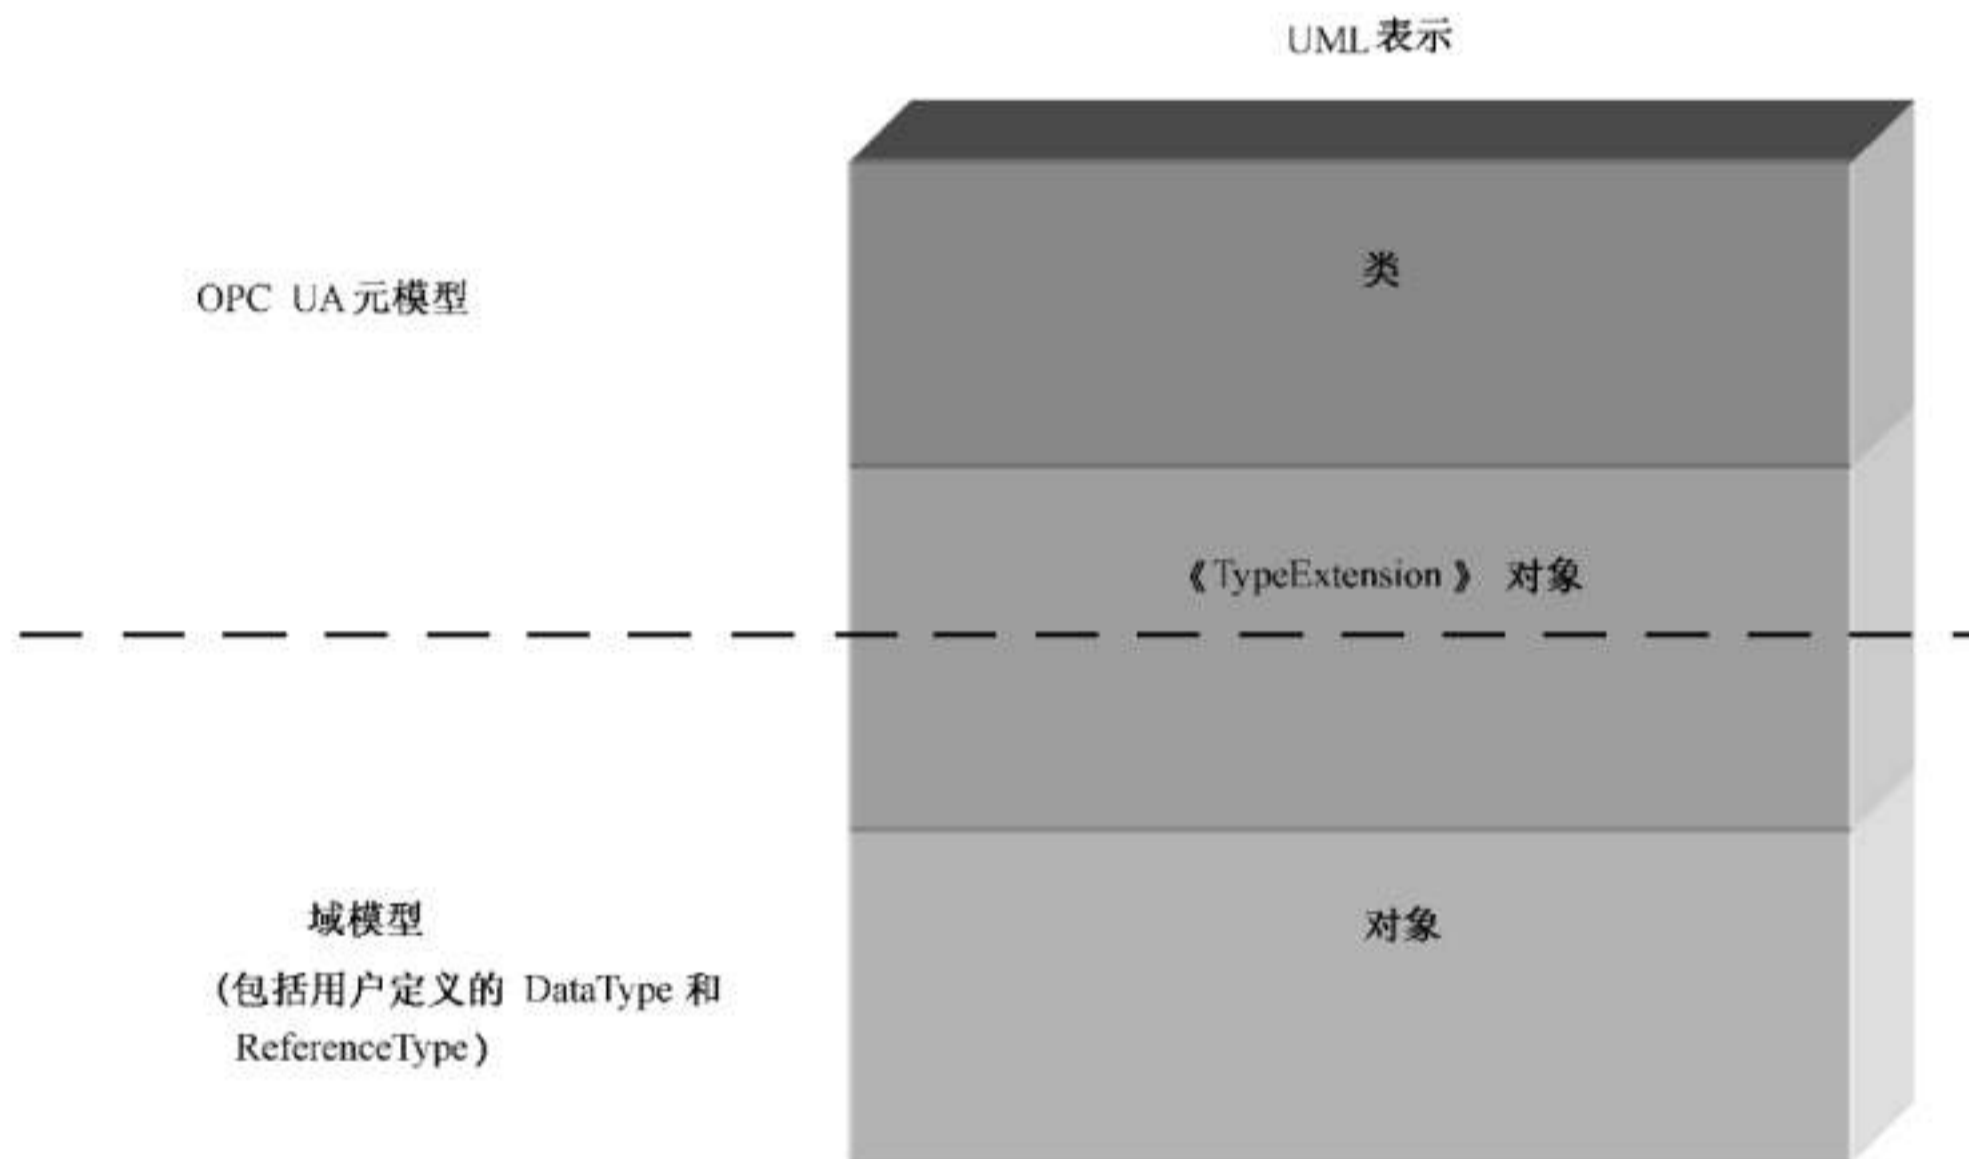 UML 表示
OPC UA 元模型
类
《TypeExtension》 对象
域模型
(包括用户定义的 DataType 和
ReferenceType)
对象